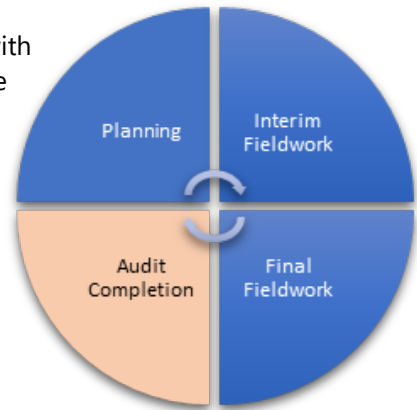 Planning
Interim
Fieldwork
Audit
Completion
Final
Fieldwork